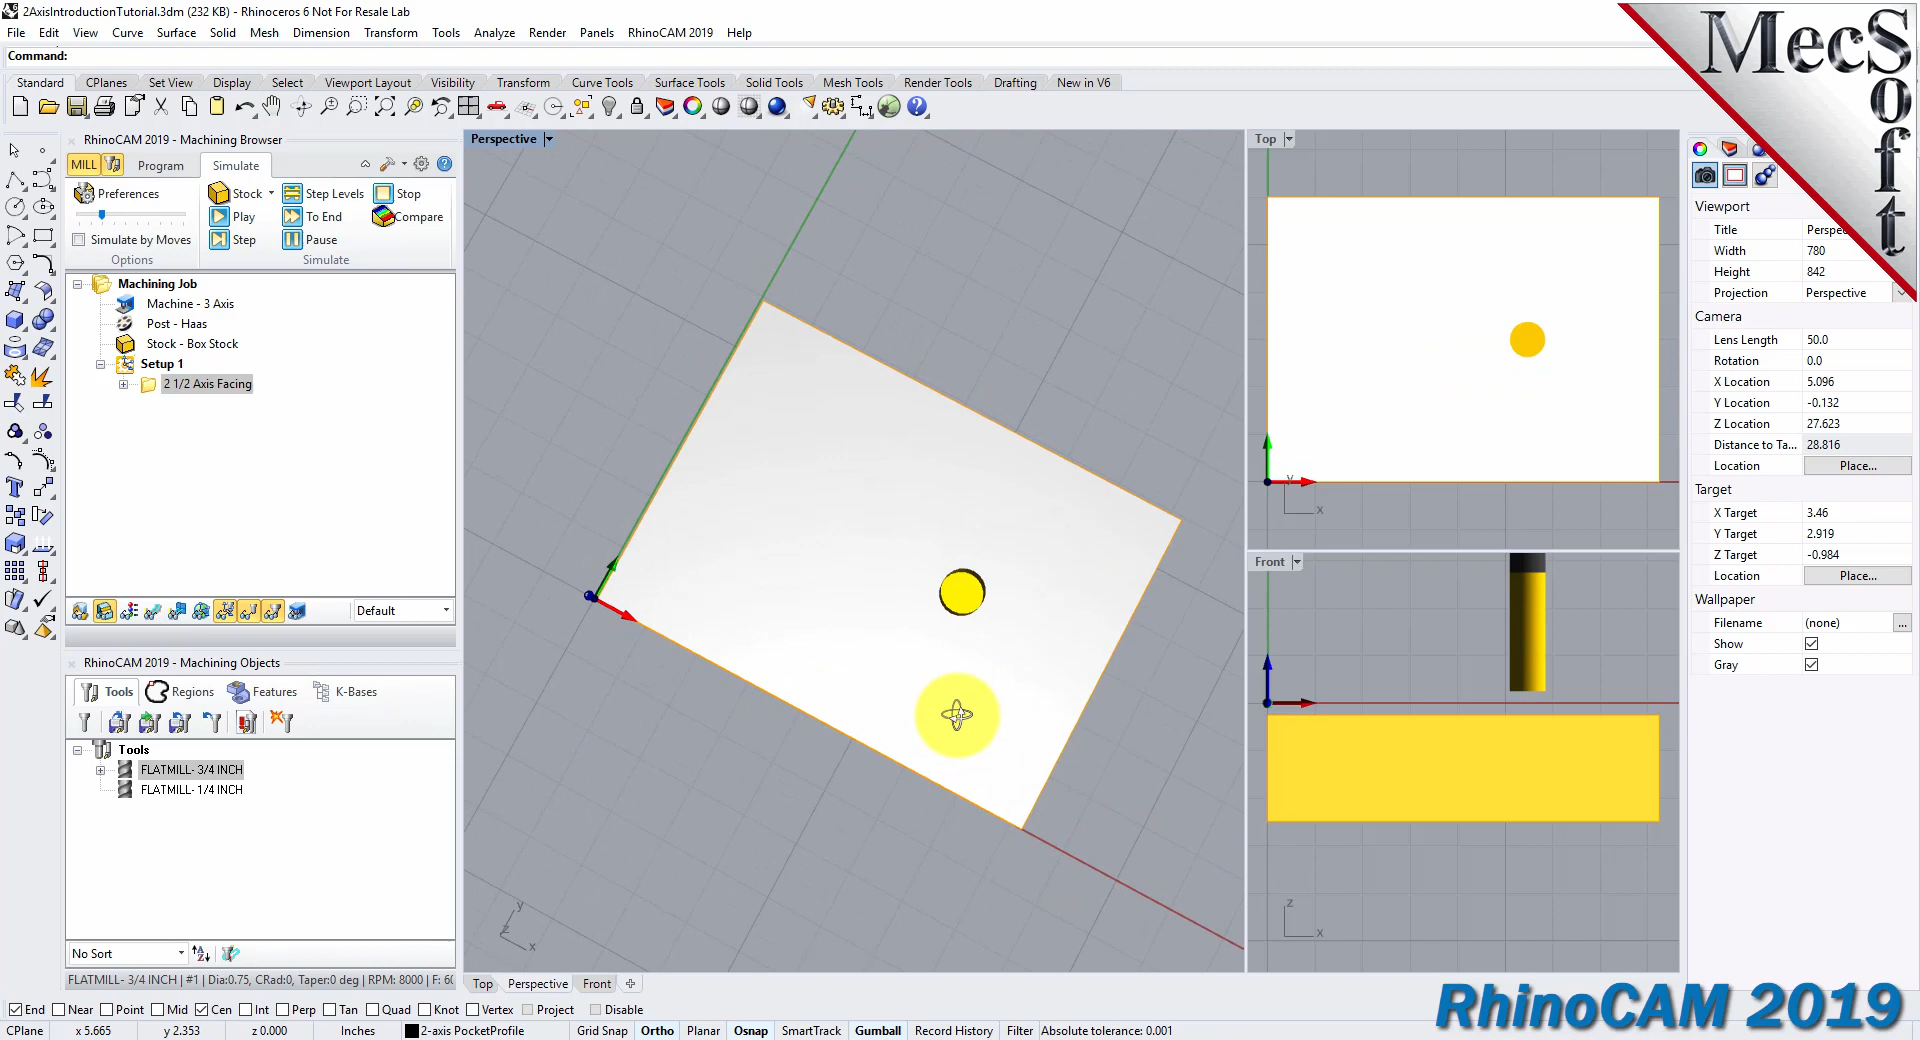 2AxisIntroductionTutorial.3dm (232 KB) - Rhinoceros 6 Not For Resale Lab
File Edit View Curve Surface Solid Mesh Dimension Transform Tools Analyze Render Panels RhinoCAM 2019 Help
Command:
Standard CPlanes Set View Display Select Viewport Layout Visibility Transform Curve Tools Surface Tools Solid Tools Mesh Tools Render Tools Drafting New in V6
MecSoft
RhinoCAM 2019 - Machining Browser
MILL Program Simulate
Preferences Stock Step Levels Stop
Play To End Compare
Simulate by Moves Step Pause
Options Simulate
Machining Job
Machine - 3 Axis
Post - Haas
Stock - Box Stock
Setup 1
2 1/2 Axis Facing
Default
RhinoCAM 2019 - Machining Objects
Tools Regions Features K-Bases
Tools
FLATMILL- 3/4 INCH
FLATMILL- 1/4 INCH
No Sort
FLATMILL- 3/4 INCH | #1 | Dia:0.75, CRad:0, Taper:0 deg | RPM: 8000 | F: 60
Perspective
y
z
x
Top
y
x
Front
z
x
Top Perspective Front
Viewport
Title Perspe
Width 780
Height 842
Projection Perspective
Camera
Lens Length 50.0
Rotation 0.0
X Location 5.096
Y Location -0.132
Z Location 27.623
Distance to Ta... 28.816
Location Place...
Target
X Target 3.46
Y Target 2.919
Z Target -0.984
Location Place...
Wallpaper
Filename (none) ...
Show
Gray
RhinoCAM 2019
End Near Point Mid Cen Int Perp Tan Quad Knot Vertex Project Disable
CPlane x 5.665 y 2.353 z 0.000 Inches 2-axis PocketProfile Grid Snap Ortho Planar Osnap SmartTrack Gumball Record History Filter Absolute tolerance: 0.001